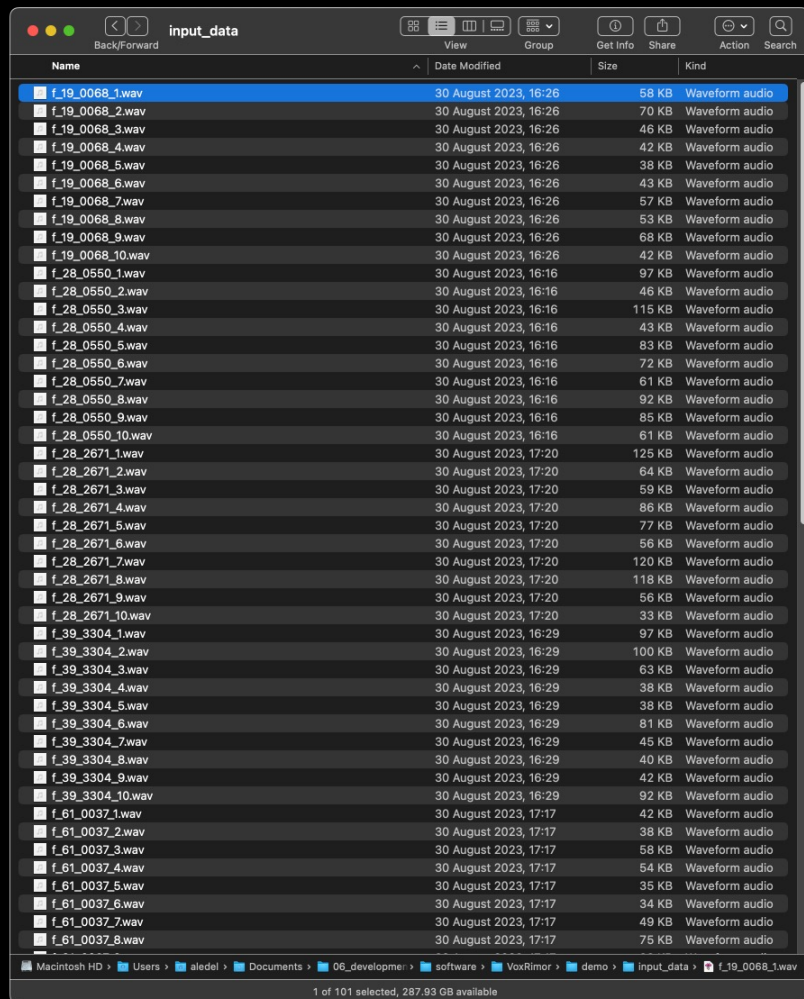 input_data
Back/Forward View Group Get Info Share Action Search
Name Date Modified Size Kind
f_19_0068_1.wav 30 August 2023, 16:26 58 KB Waveform audio
f_19_0068_2.wav 30 August 2023, 16:26 70 KB Waveform audio
f_19_0068_3.wav 30 August 2023, 16:26 46 KB Waveform audio
f_19_0068_4.wav 30 August 2023, 16:26 42 KB Waveform audio
f_19_0068_5.wav 30 August 2023, 16:26 38 KB Waveform audio
f_19_0068_6.wav 30 August 2023, 16:26 43 KB Waveform audio
f_19_0068_7.wav 30 August 2023, 16:26 57 KB Waveform audio
f_19_0068_8.wav 30 August 2023, 16:26 53 KB Waveform audio
f_19_0068_9.wav 30 August 2023, 16:26 68 KB Waveform audio
f_19_0068_10.wav 30 August 2023, 16:26 42 KB Waveform audio
f_28_0550_1.wav 30 August 2023, 16:16 97 KB Waveform audio
f_28_0550_2.wav 30 August 2023, 16:16 46 KB Waveform audio
f_28_0550_3.wav 30 August 2023, 16:16 115 KB Waveform audio
f_28_0550_4.wav 30 August 2023, 16:16 43 KB Waveform audio
f_28_0550_5.wav 30 August 2023, 16:16 83 KB Waveform audio
f_28_0550_6.wav 30 August 2023, 16:16 72 KB Waveform audio
f_28_0550_7.wav 30 August 2023, 16:16 61 KB Waveform audio
f_28_0550_8.wav 30 August 2023, 16:16 92 KB Waveform audio
f_28_0550_9.wav 30 August 2023, 16:16 85 KB Waveform audio
f_28_0550_10.wav 30 August 2023, 16:16 61 KB Waveform audio
f_28_2671_1.wav 30 August 2023, 17:20 125 KB Waveform audio
f_28_2671_2.wav 30 August 2023, 17:20 64 KB Waveform audio
f_28_2671_3.wav 30 August 2023, 17:20 59 KB Waveform audio
f_28_2671_4.wav 30 August 2023, 17:20 86 KB Waveform audio
f_28_2671_5.wav 30 August 2023, 17:20 77 KB Waveform audio
f_28_2671_6.wav 30 August 2023, 17:20 56 KB Waveform audio
f_28_2671_7.wav 30 August 2023, 17:20 120 KB Waveform audio
f_28_2671_8.wav 30 August 2023, 17:20 118 KB Waveform audio
f_28_2671_9.wav 30 August 2023, 17:20 56 KB Waveform audio
f_28_2671_10.wav 30 August 2023, 17:20 33 KB Waveform audio
f_39_3304_1.wav 30 August 2023, 16:29 97 KB Waveform audio
f_39_3304_2.wav 30 August 2023, 16:29 100 KB Waveform audio
f_39_3304_3.wav 30 August 2023, 16:29 63 KB Waveform audio
f_39_3304_4.wav 30 August 2023, 16:29 38 KB Waveform audio
f_39_3304_5.wav 30 August 2023, 16:29 38 KB Waveform audio
f_39_3304_6.wav 30 August 2023, 16:29 81 KB Waveform audio
f_39_3304_7.wav 30 August 2023, 16:29 45 KB Waveform audio
f_39_3304_8.wav 30 August 2023, 16:29 40 KB Waveform audio
f_39_3304_9.wav 30 August 2023, 16:29 42 KB Waveform audio
f_39_3304_10.wav 30 August 2023, 16:29 92 KB Waveform audio
f_61_0037_1.wav 30 August 2023, 17:17 42 KB Waveform audio
f_61_0037_2.wav 30 August 2023, 17:17 38 KB Waveform audio
f_61_0037_3.wav 30 August 2023, 17:17 58 KB Waveform audio
f_61_0037_4.wav 30 August 2023, 17:17 54 KB Waveform audio
f_61_0037_5.wav 30 August 2023, 17:17 35 KB Waveform audio
f_61_0037_6.wav 30 August 2023, 17:17 34 KB Waveform audio
f_61_0037_7.wav 30 August 2023, 17:17 49 KB Waveform audio
f_61_0037_8.wav 30 August 2023, 17:17 75 KB Waveform audio
Macintosh HD › Users › aledel › Documents › 06_developmer › software › VoxRimor › demo › input_data › f_19_0068_1.wav
1 of 101 selected, 287.93 GB available